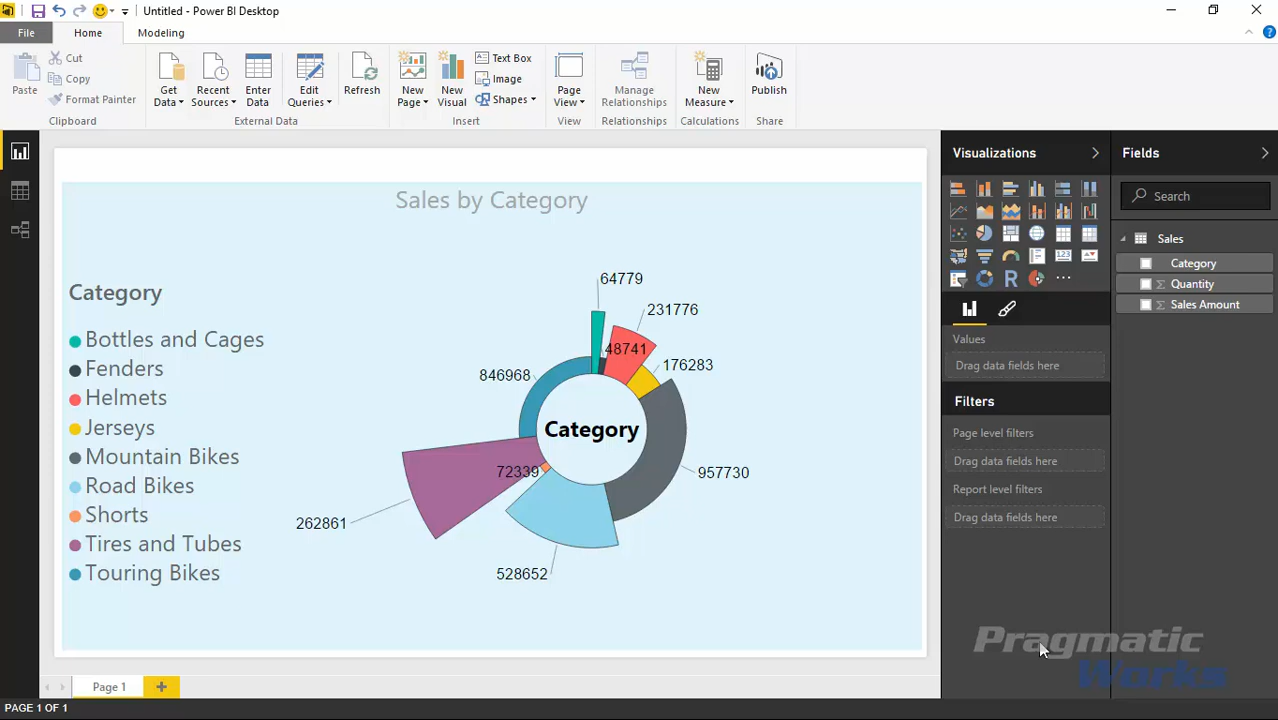 Untitled - Power BI Desktop
File Home Modeling
Paste
Cut
Copy
Format Painter
Clipboard
Get Data
Recent Sources
Enter Data
Edit Queries
Refresh
External Data
New Page
New Visual
Text Box
Image
Shapes
Insert
Page View
View
Manage Relationships
Relationships
New Measure
Calculations
Publish
Share
Sales by Category
Category
Bottles and Cages
Fenders
Helmets
Jerseys
Mountain Bikes
Road Bikes
Shorts
Tires and Tubes
Touring Bikes
64779
231776
48741
176283
846968
Category
72339
957730
262861
528652
Visualizations
123
R
Values
Drag data fields here
Filters
Page level filters
Drag data fields here
Report level filters
Drag data fields here
Fields
Search
Sales
Category
Σ Quantity
Σ Sales Amount
Pragmatic
Works
Page 1
PAGE 1 OF 1